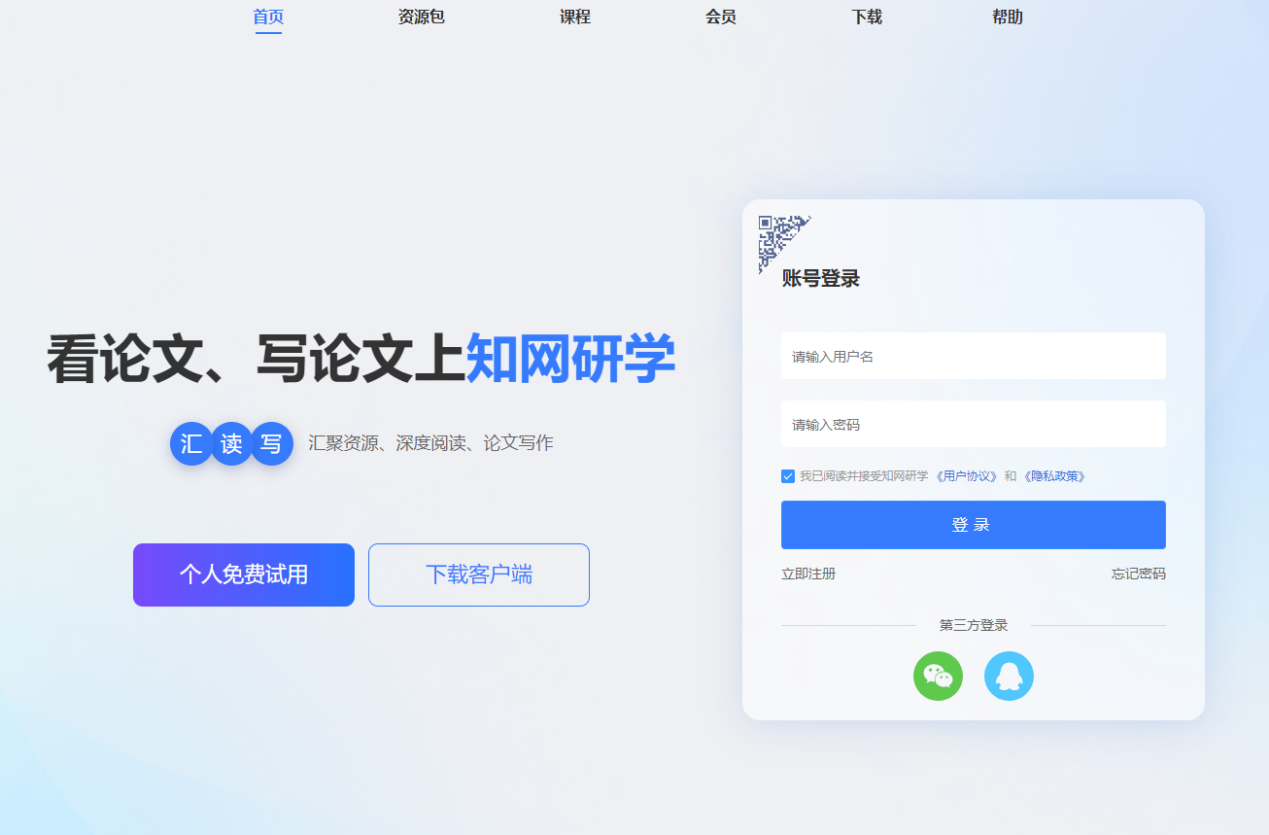 首页 资源包 课程 会员 下载 帮助
看论文、写论文上知网研学
汇 读 写 汇聚资源、深度阅读、论文写作
个人免费试用 下载客户端
账号登录
请输入用户名
请输入密码
我已阅读并接受知网研学《用户协议》和《隐私政策》
登录
立即注册 忘记密码
第三方登录